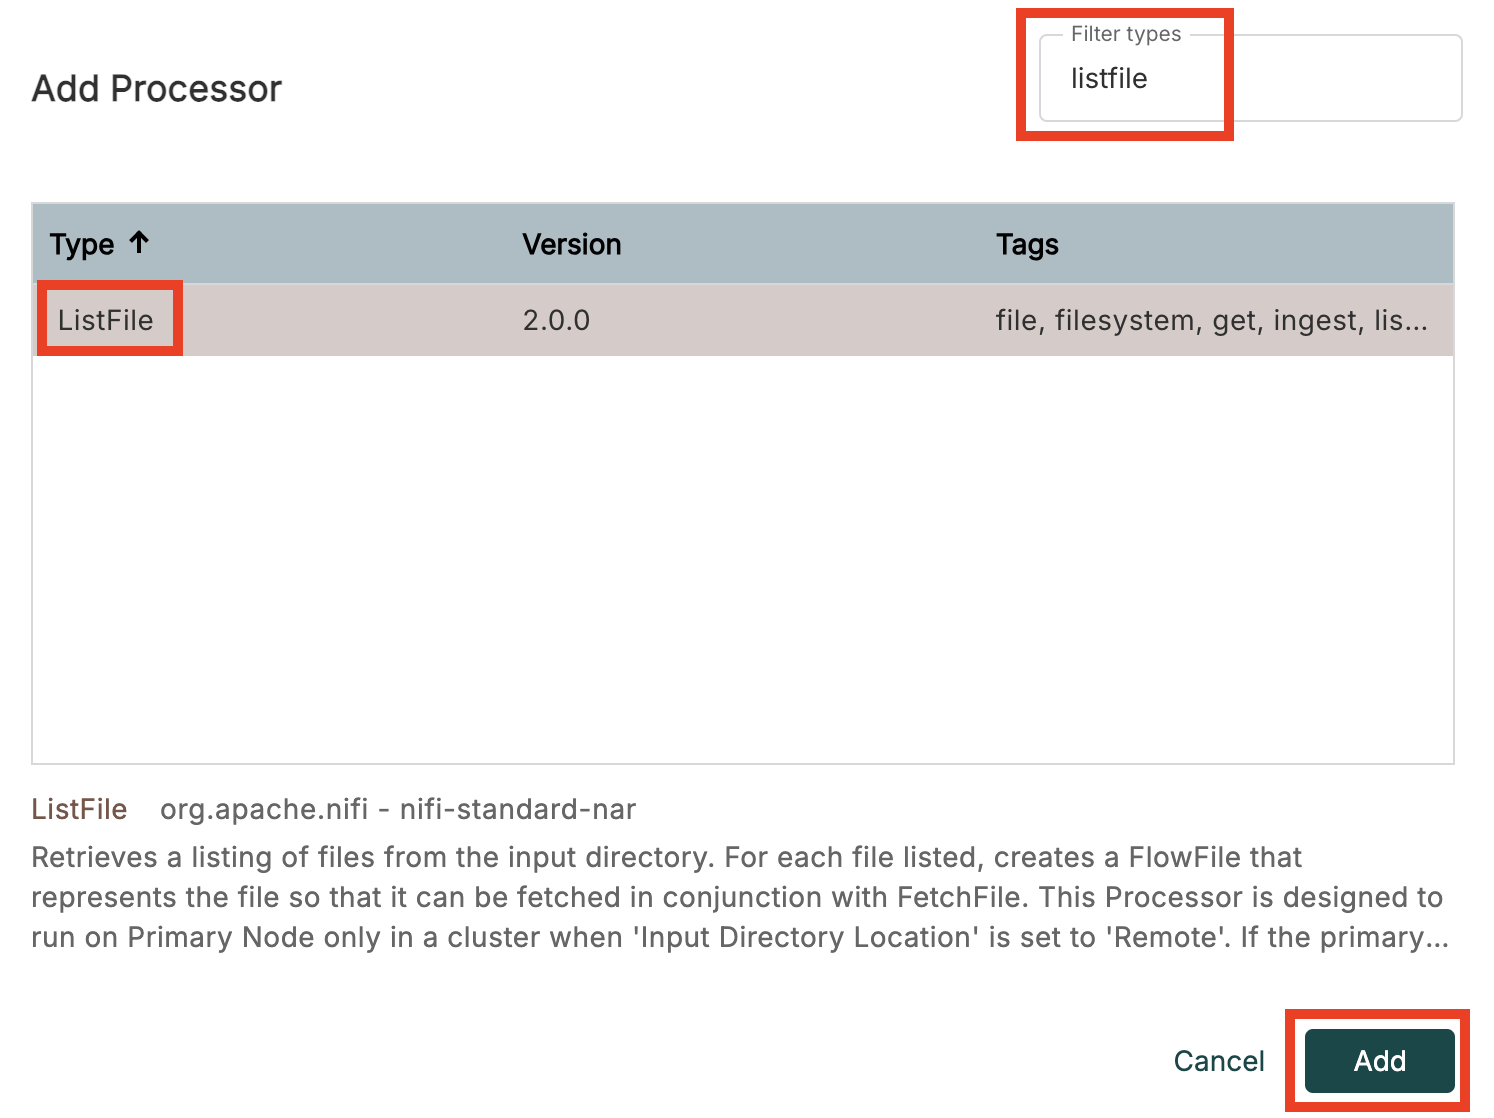 Filter types
listfile
Add Processor
Type ↑ Version Tags
ListFile 2.0.0 file, filesystem, get, ingest, lis...
ListFile org.apache.nifi - nifi-standard-nar
Retrieves a listing of files from the input directory. For each file listed, creates a FlowFile that
represents the file so that it can be fetched in conjunction with FetchFile. This Processor is designed to
run on Primary Node only in a cluster when 'Input Directory Location' is set to 'Remote'. If the primary...
Cancel Add